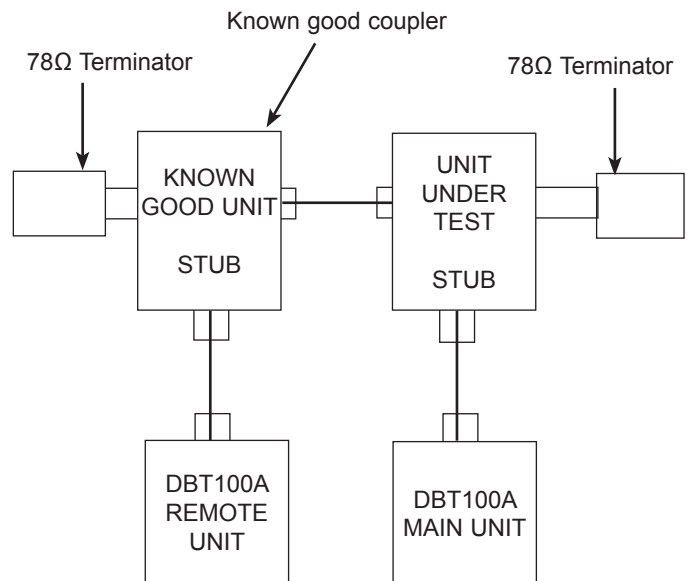 Known good coupler
78Ω Terminator
78Ω Terminator
KNOWN
GOOD UNIT
STUB
UNIT
UNDER
TEST
STUB
DBT100A
REMOTE
UNIT
DBT100A
MAIN UNIT